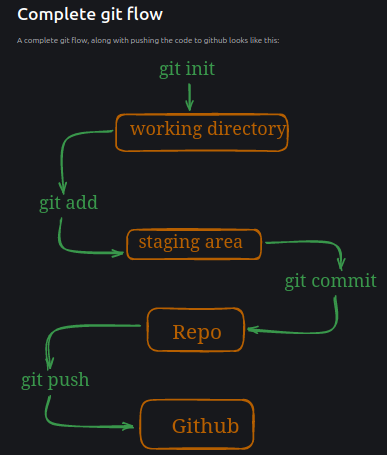 Complete git flow
A complete git flow, along with pushing the code to github looks like this:
git init
working directory
git add
staging area
git commit
Repo
git push
Github